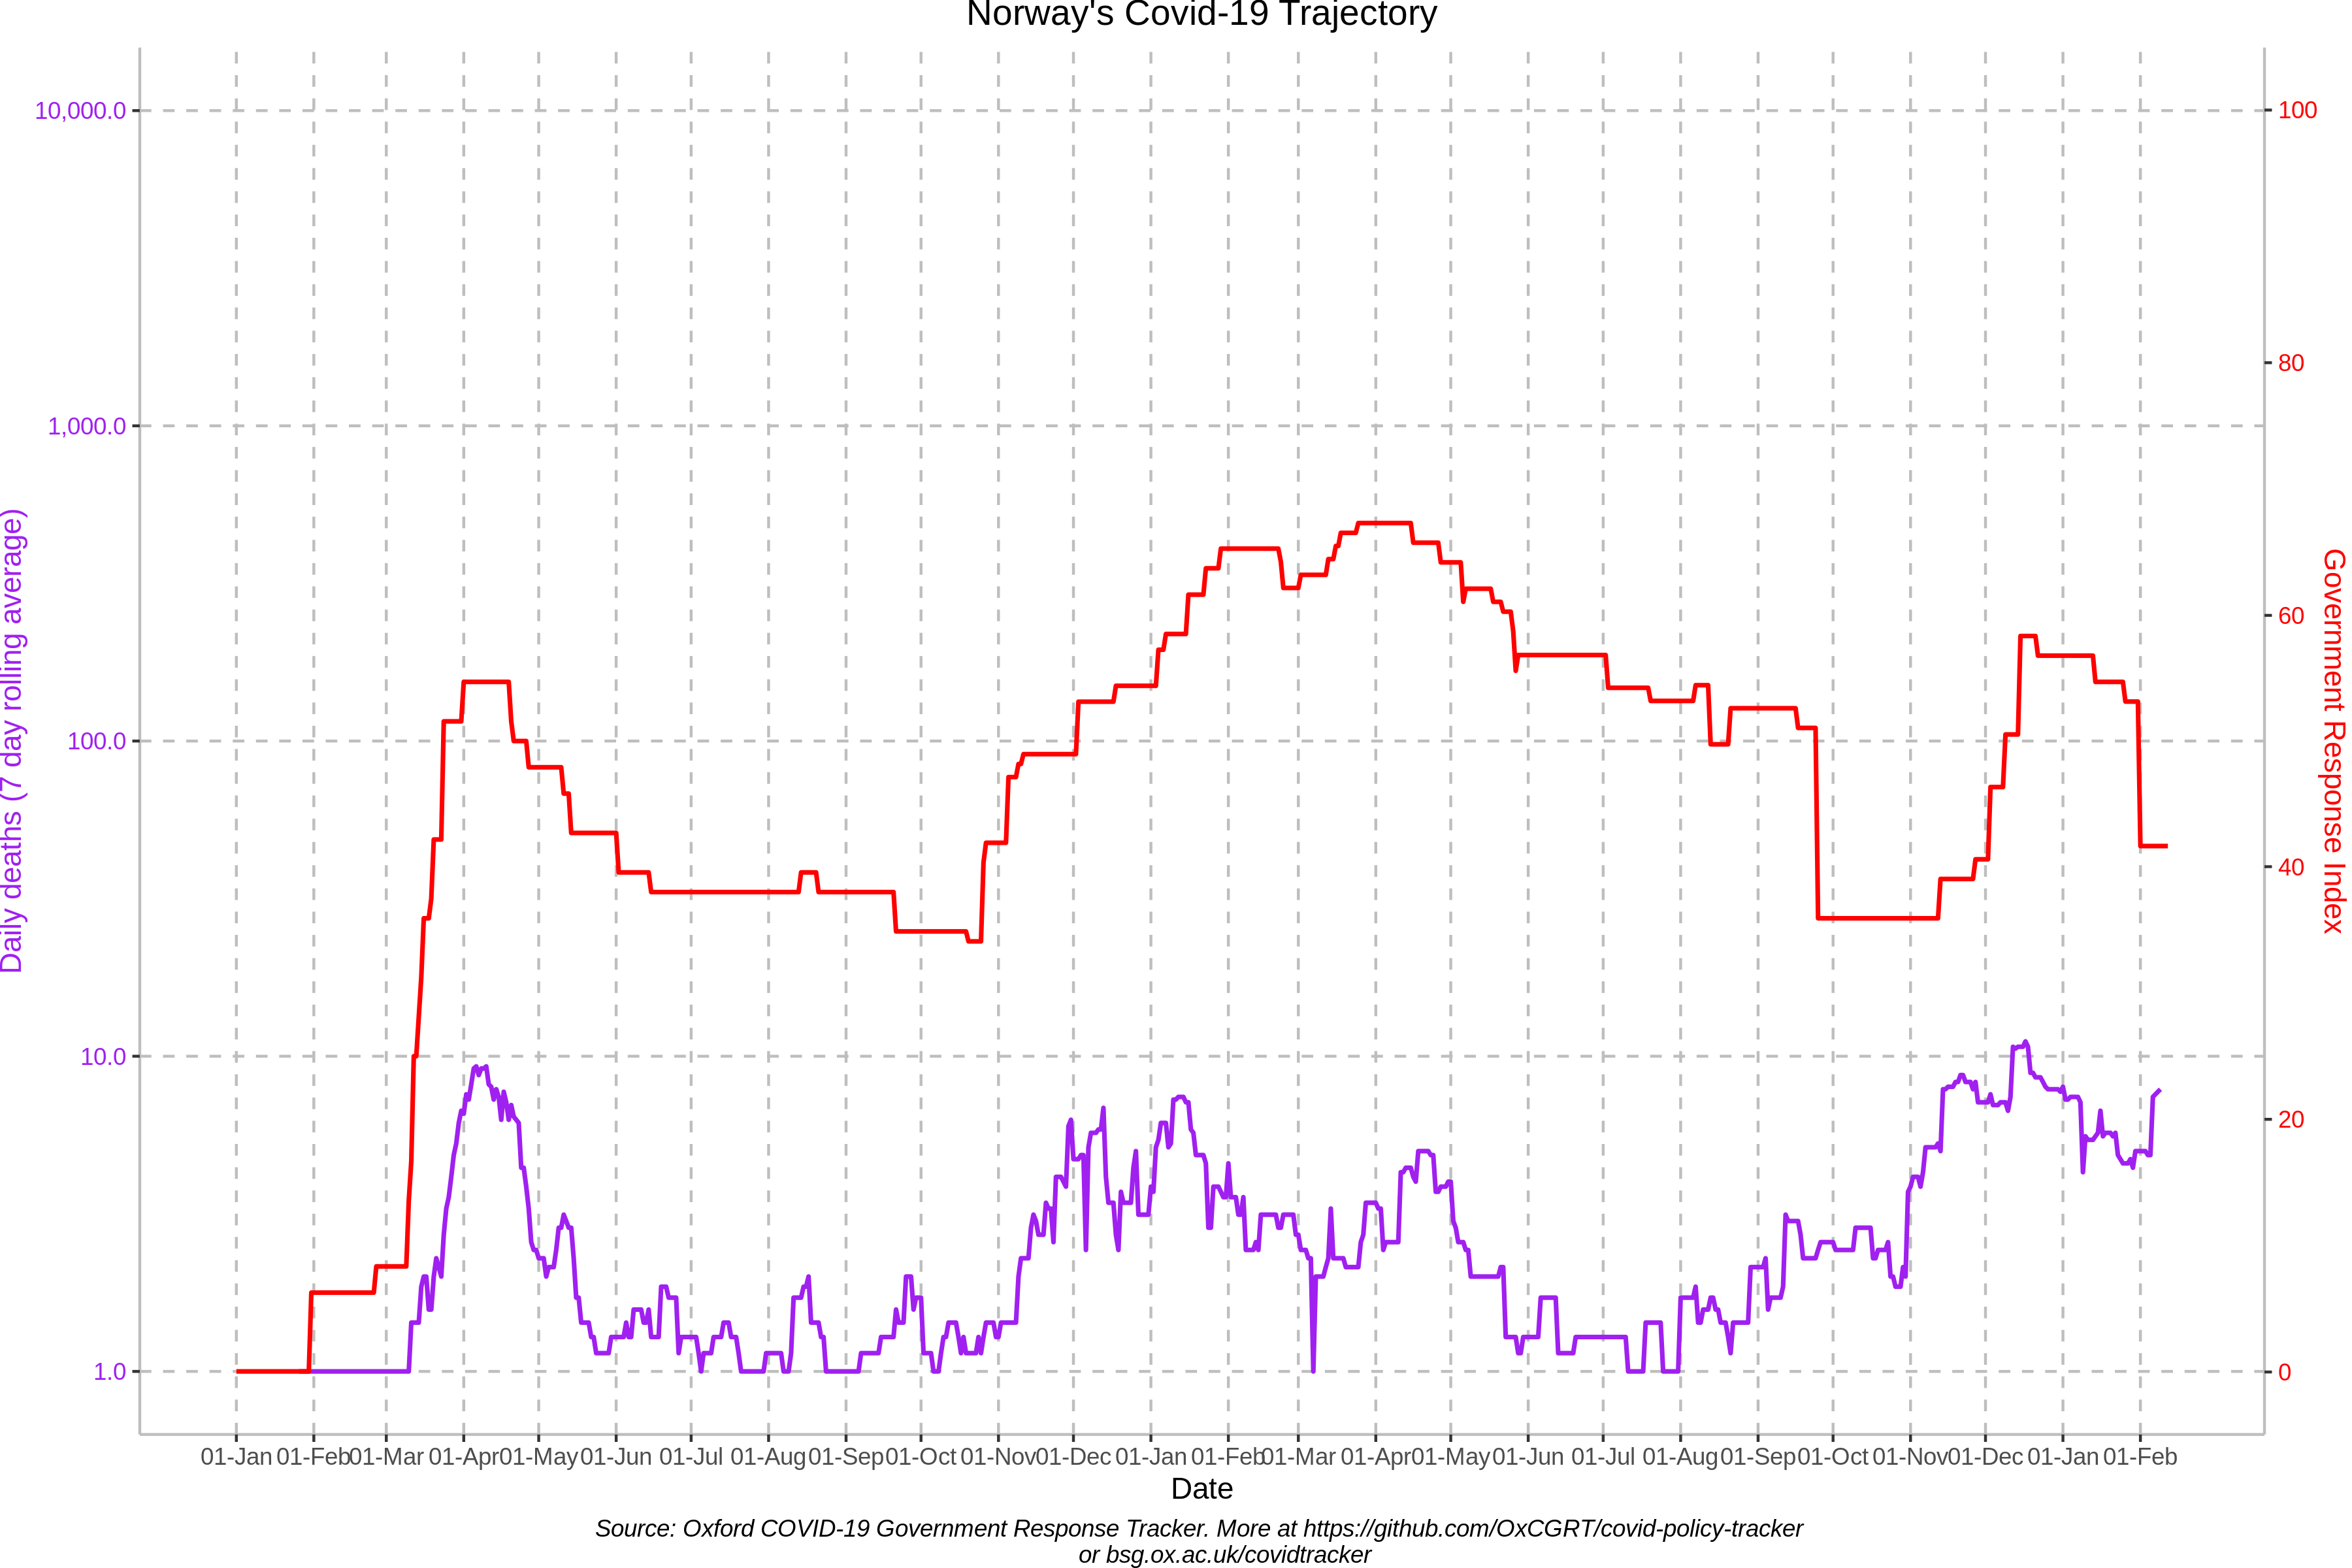 Norway's Covid-19 Trajectory
10,000.0
1,000.0
100.0
10.0
1.0
Daily deaths (7 day rolling average)
100
80
60
40
20
0
Government Response Index
01-Jan 01-Feb 01-Mar 01-Apr 01-May 01-Jun 01-Jul 01-Aug 01-Sep 01-Oct 01-Nov 01-Dec 01-Jan 01-Feb 01-Mar 01-Apr 01-May 01-Jun 01-Jul 01-Aug 01-Sep 01-Oct 01-Nov 01-Dec 01-Jan 01-Feb
Date
Source: Oxford COVID-19 Government Response Tracker. More at https://github.com/OxCGRT/covid-policy-tracker
or bsg.ox.ac.uk/covidtracker